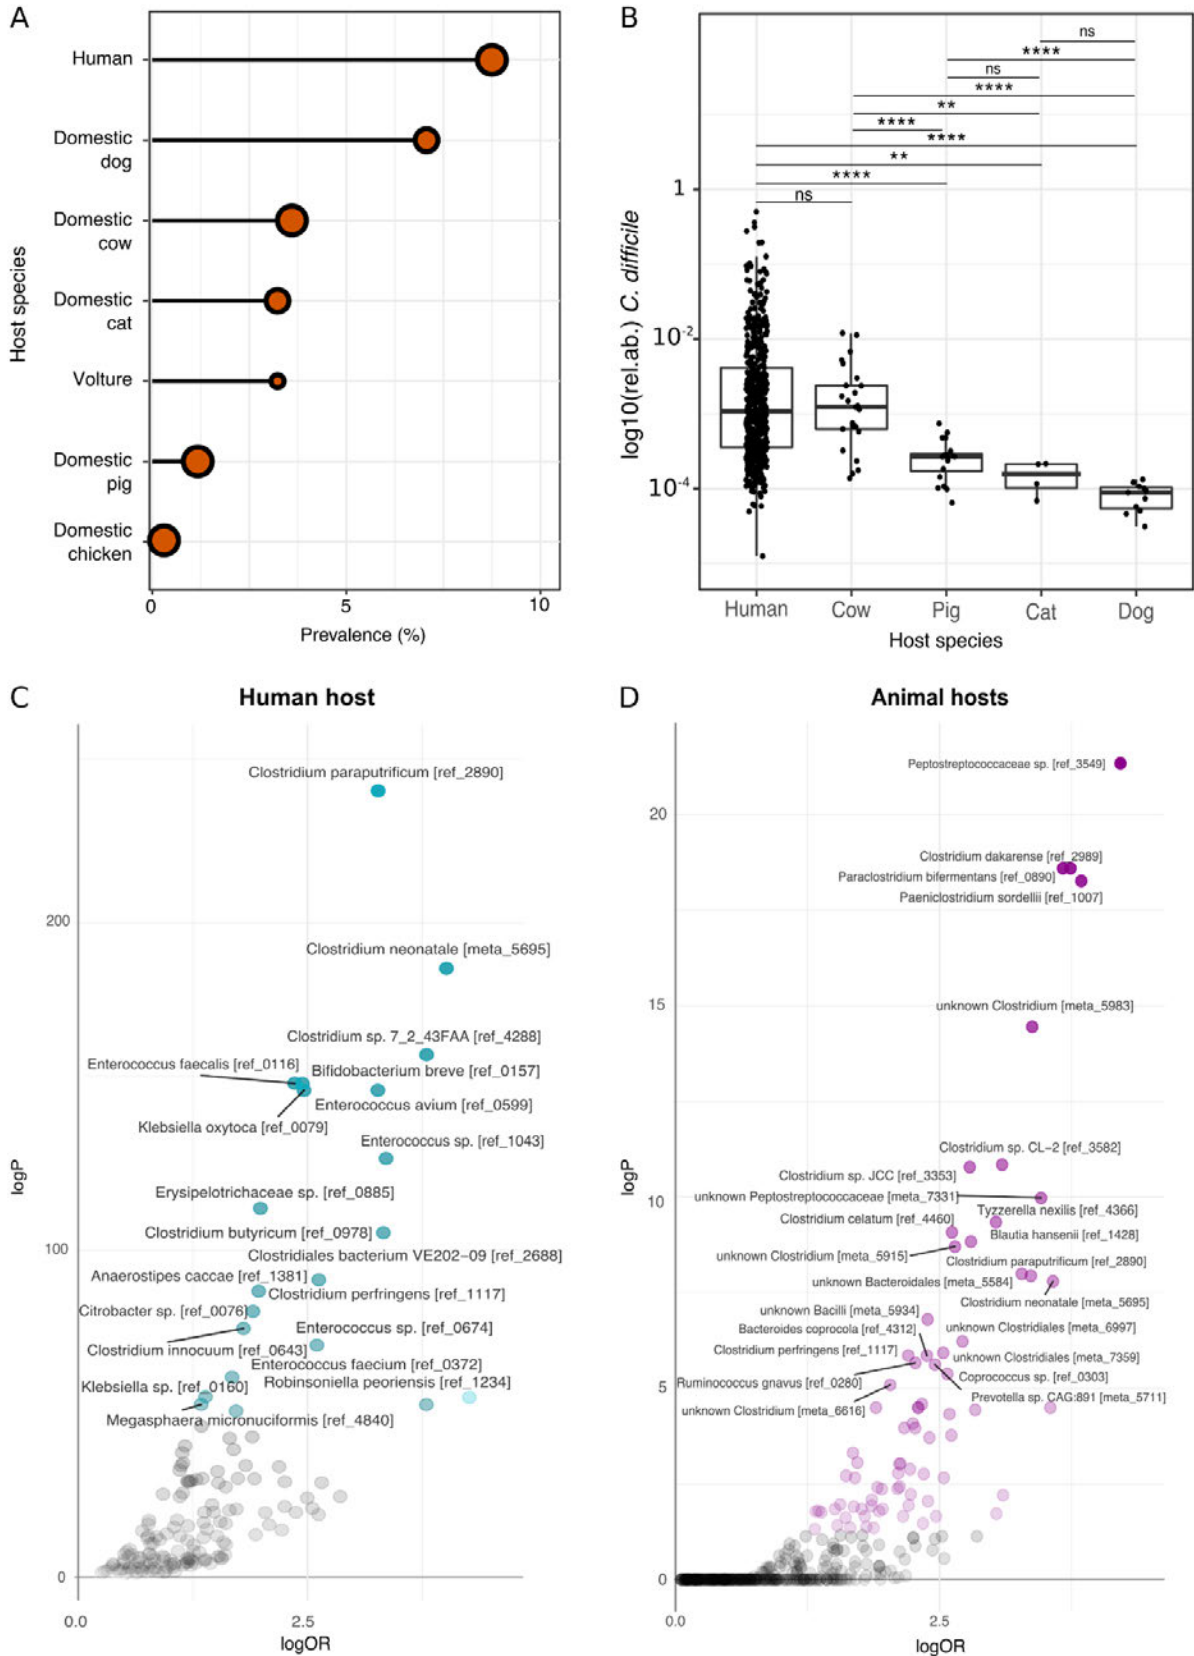 A
Human
Domestic
dog
Domestic
cow
Domestic
cat
Volture
Domestic
pig
Domestic
chicken
Host species
0
5
10
Prevalence (%)
B
ns
****
ns
****
**
****
****
**
****
ns
1
10-2
10-4
log10(rel.ab.) C. difficile
Human
Cow
Pig
Cat
Dog
Host species
C
Human host
Clostridium paraputrificum [ref_2890]
200
Clostridium neonatale [meta_5695]
Clostridium sp. 7_2_43FAA [ref_4288]
Enterococcus faecalis [ref_0116]
Bifidobacterium breve [ref_0157]
Enterococcus avium [ref_0599]
Klebsiella oxytoca [ref_0079]
Enterococcus sp. [ref_1043]
logP
Erysipelotrichaceae sp. [ref_0885]
Clostridium butyricum [ref_0978]
100
Clostridiales bacterium VE202-09 [ref_2688]
Anaerostipes caccae [ref_1381]
Clostridium perfringens [ref_1117]
Citrobacter sp. [ref_0076]
Enterococcus sp. [ref_0674]
Clostridium innocuum [ref_0643]
Enterococcus faecium [ref_0372]
Klebsiella sp. [ref_0160]
Robinsoniella peoriensis [ref_1234]
Megasphaera micronuciformis [ref_4840]
0
0.0
2.5
logOR
D
Animal hosts
Peptostreptococcaceae sp. [ref_3549]
20
Clostridium dakarense [ref_2989]
Paraclostridium bifermentans [ref_0890]
Paeniclostridium sordellii [ref_1007]
15
unknown Clostridium [meta_5983]
Clostridium sp. CL-2 [ref_3582]
Clostridium sp. JCC [ref_3353]
logP
unknown Peptostreptococcaceae [meta_7331]
10
Tyzzerella nexilis [ref_4366]
Clostridium celatum [ref_4460]
Blautia hansenii [ref_1428]
unknown Clostridium [meta_5915]
Clostridium paraputrificum [ref_2890]
unknown Bacteroidales [meta_5584]
Clostridium neonatale [meta_5695]
unknown Bacilli [meta_5934]
Bacteroides coprocola [ref_4312]
unknown Clostridiales [meta_6997]
Clostridium perfringens [ref_1117]
unknown Clostridiales [meta_7359]
Coprococcus sp. [ref_0303]
Ruminococcus gnavus [ref_0280]
5
Prevotella sp. CAG:891 [meta_5711]
unknown Clostridium [meta_6616]
0
0.0
2.5
logOR